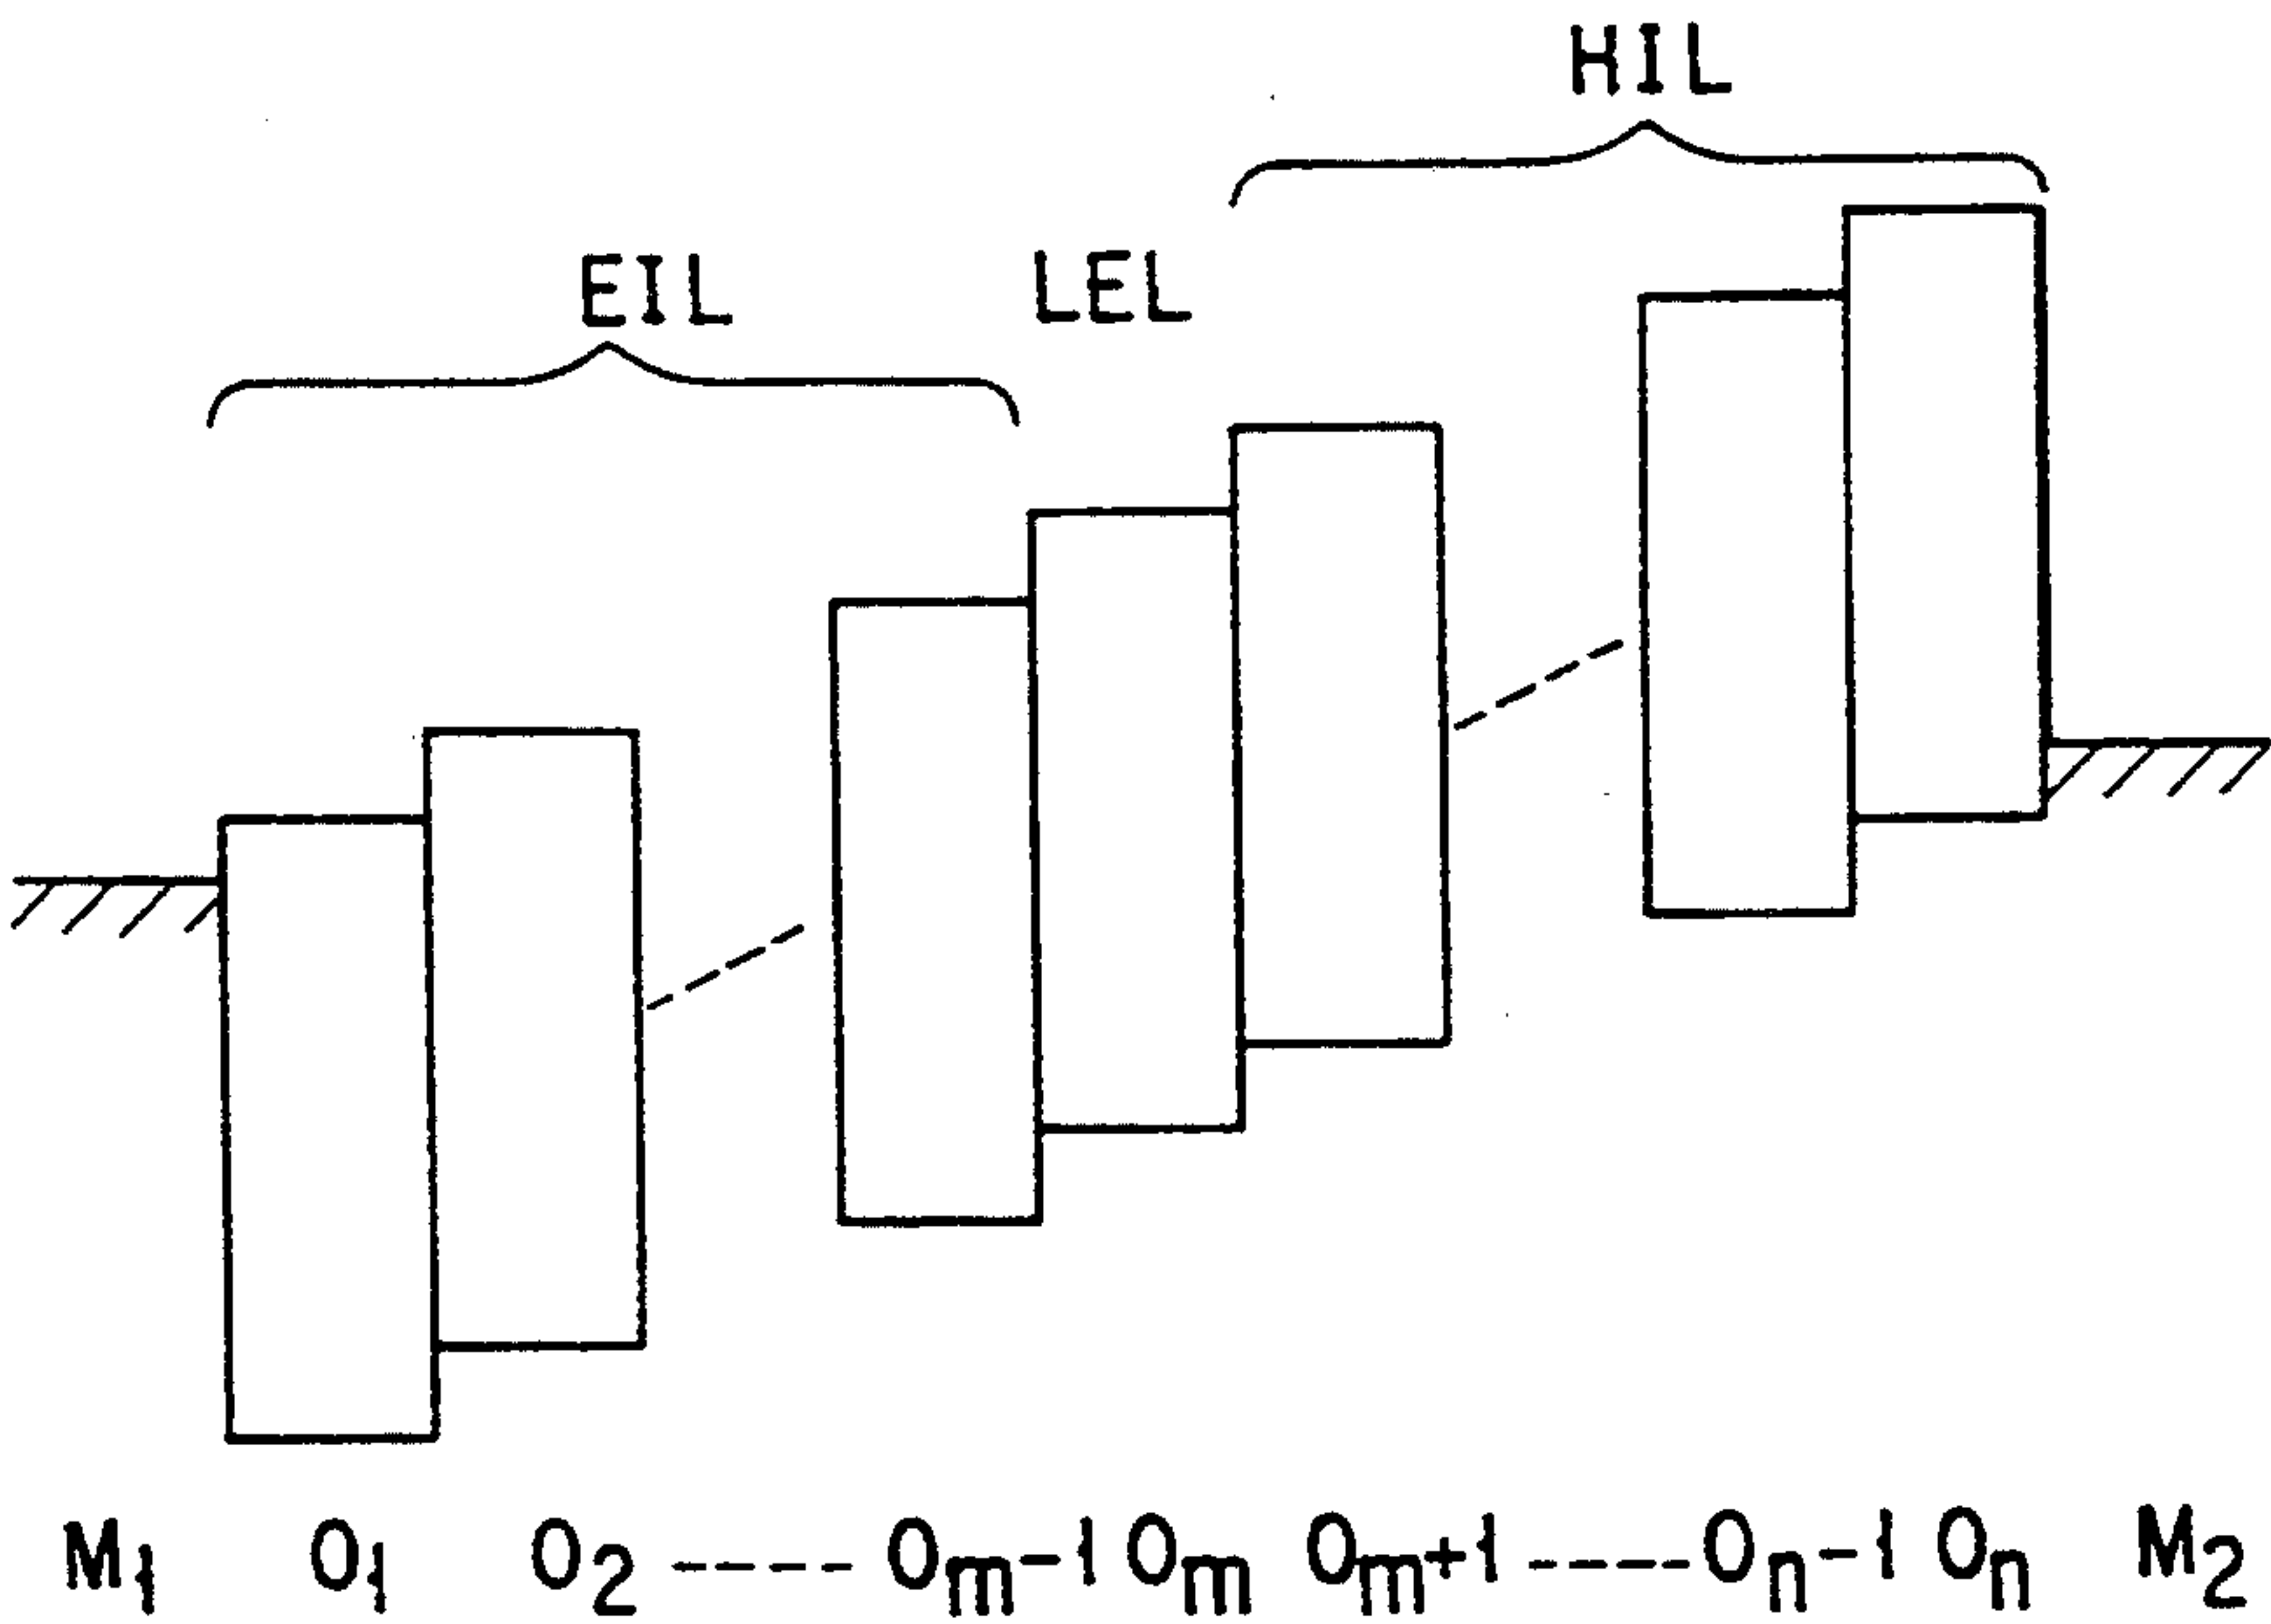 HIL
EIL LEL
M₁ O₁ O₂ ----- Oₘ₋₁ Oₘ Oₘ₊₁ ----- Oₙ₋₁ Oₙ M₂